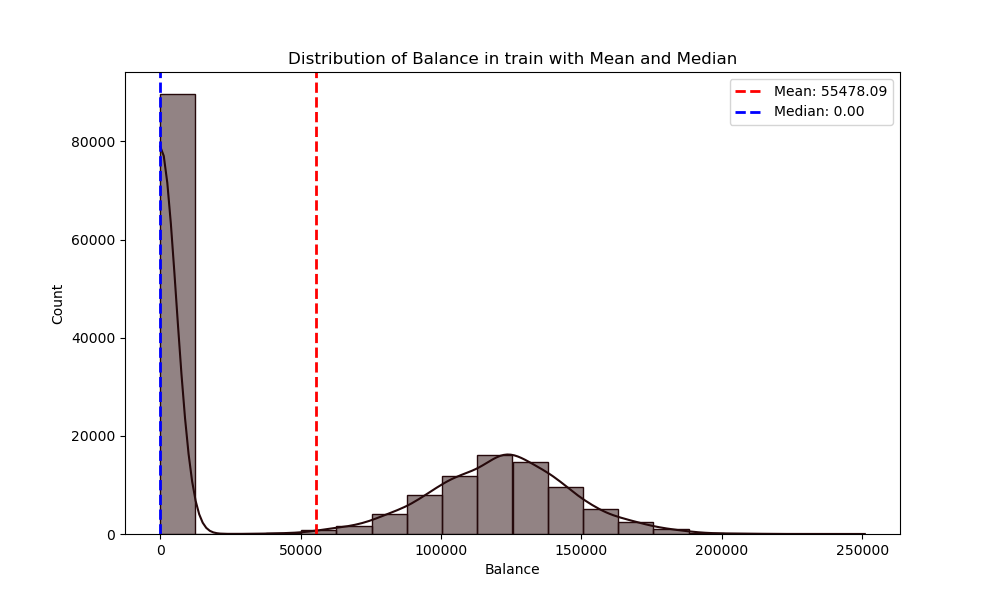 Distribution of Balance in train with Mean and Median
Mean: 55478.09
Median: 0.00
80000
60000
40000
20000
0
Count
0 50000 100000 150000 200000 250000
Balance